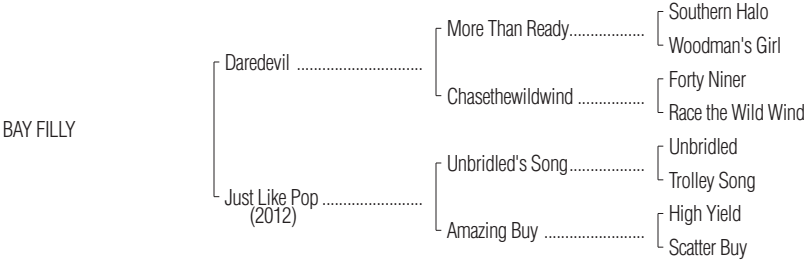 Southern Halo
More Than Ready..................
Woodman's Girl
Daredevil ..............................
Forty Niner
Chasethewildwind ................
Race the Wild Wind
BAY FILLY
Unbridled
Unbridled's Song..................
Trolley Song
Just Like Pop ........................
(2012)
High Yield
Amazing Buy ........................
Scatter Buy